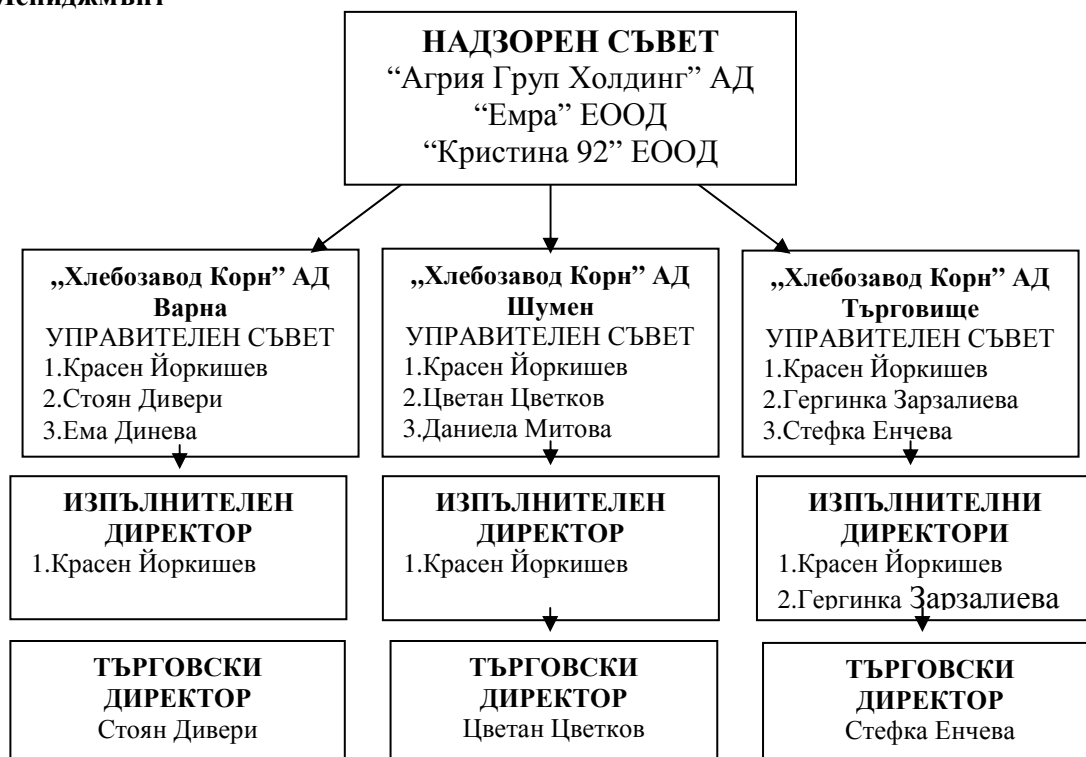 НАДЗОРЕН СЪВЕТ
“Агрия Груп Холдинг” АД
“Емра” ЕООД
“Кристина 92” ЕООД
„Хлебозавод Корн” АД
Варна
УПРАВИТЕЛЕН СЪВЕТ
1.Красен Йоркишев
2.Стоян Дивери
3.Ема Динева
„Хлебозавод Корн” АД
Шумен
УПРАВИТЕЛЕН СЪВЕТ
1.Красен Йоркишев
2.Цветан Цветков
3.Даниела Митова
„Хлебозавод Корн” АД
Търговище
УПРАВИТЕЛЕН СЪВЕТ
1.Красен Йоркишев
2.Гергинка Зарзалиева
3.Стефка Енчева
ИЗПЪЛНИТЕЛЕН
ДИРЕКТОР
1.Красен Йоркишев
ИЗПЪЛНИТЕЛЕН
ДИРЕКТОР
1.Красен Йоркишев
ИЗПЪЛНИТЕЛНИ
ДИРЕКТОРИ
1.Красен Йоркишев
2.Гергинка Зарзалиева
ТЪРГОВСКИ
ДИРЕКТОР
Стоян Дивери
ТЪРГОВСКИ
ДИРЕКТОР
Цветан Цветков
ТЪРГОВСКИ
ДИРЕКТОР
Стефка Енчева